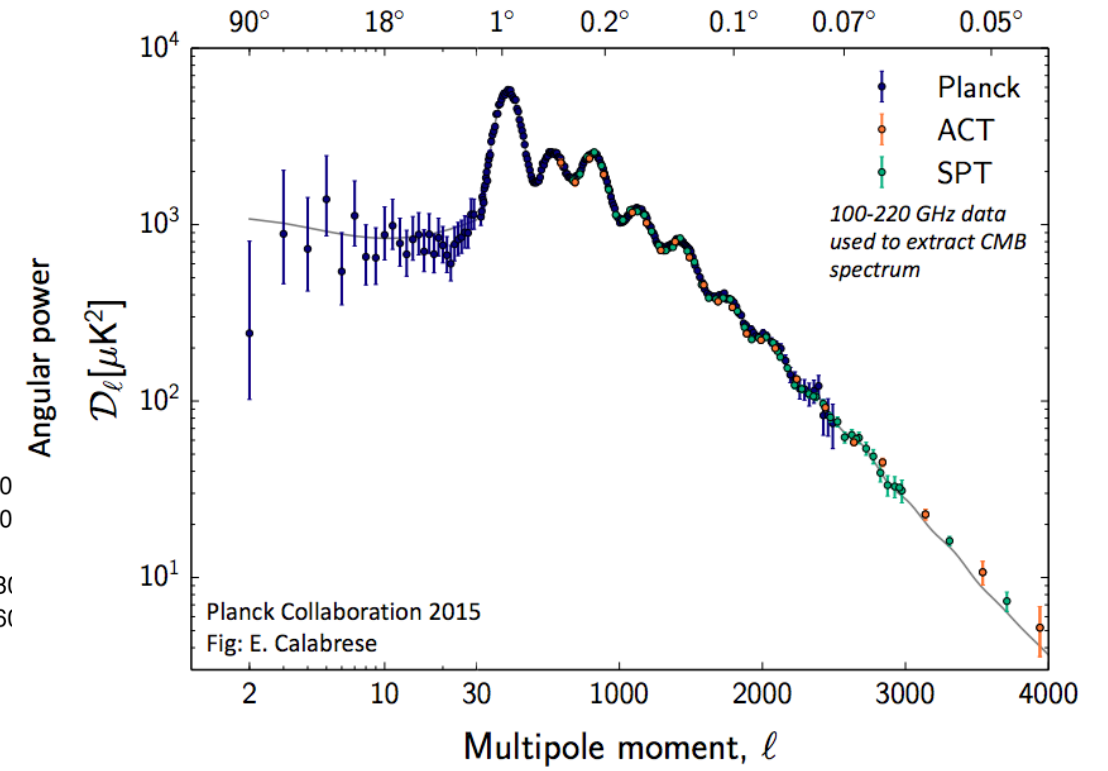 90° 18° 1° 0.2° 0.1° 0.07° 0.05°
10⁴
10³
10²
10¹
Angular power
𝒟ℓ[μK²]
Planck
ACT
SPT
100-220 GHz data
used to extract CMB
spectrum
Planck Collaboration 2015
Fig: E. Calabrese
2 10 30 1000 2000 3000 4000
Multipole moment, ℓ
0
0